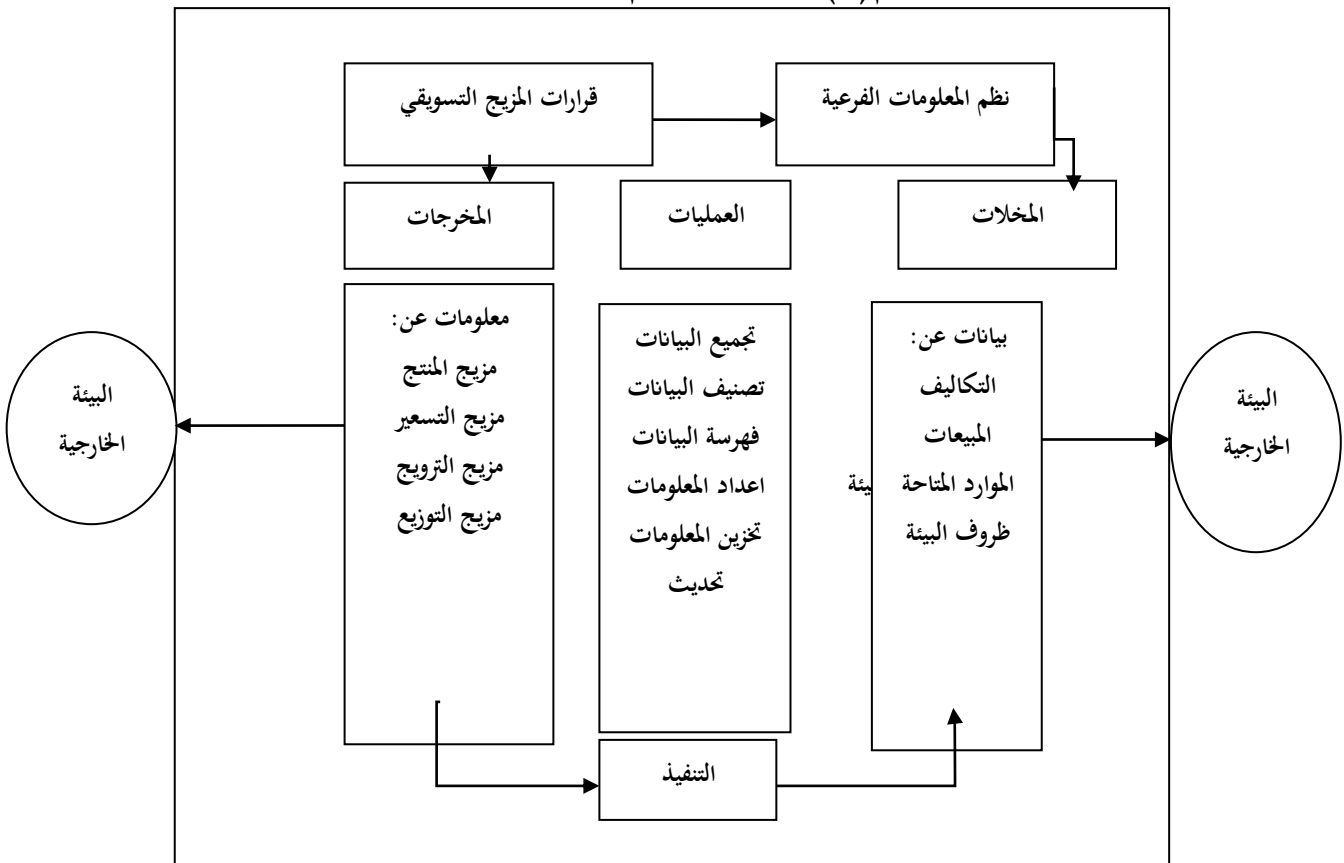 قرارات المزيج التسويقي
نظم المعلومات الفرعية
المخرجات
العمليات
المخلات
معلومات عن:
مزيج المنتج
مزيج التسعير
مزيج الترويج
مزيج التوزيع
تجميع البيانات
تصنيف البيانات
فهرسة البيانات
اعداد المعلومات
تخزين المعلومات
تحديث
بيانات عن:
التكاليف
المبيعات
الموارد المتاحة
ظروف البيئة
يئة
البيئة
الخارجية
البيئة
الخارجية
التنفيذ